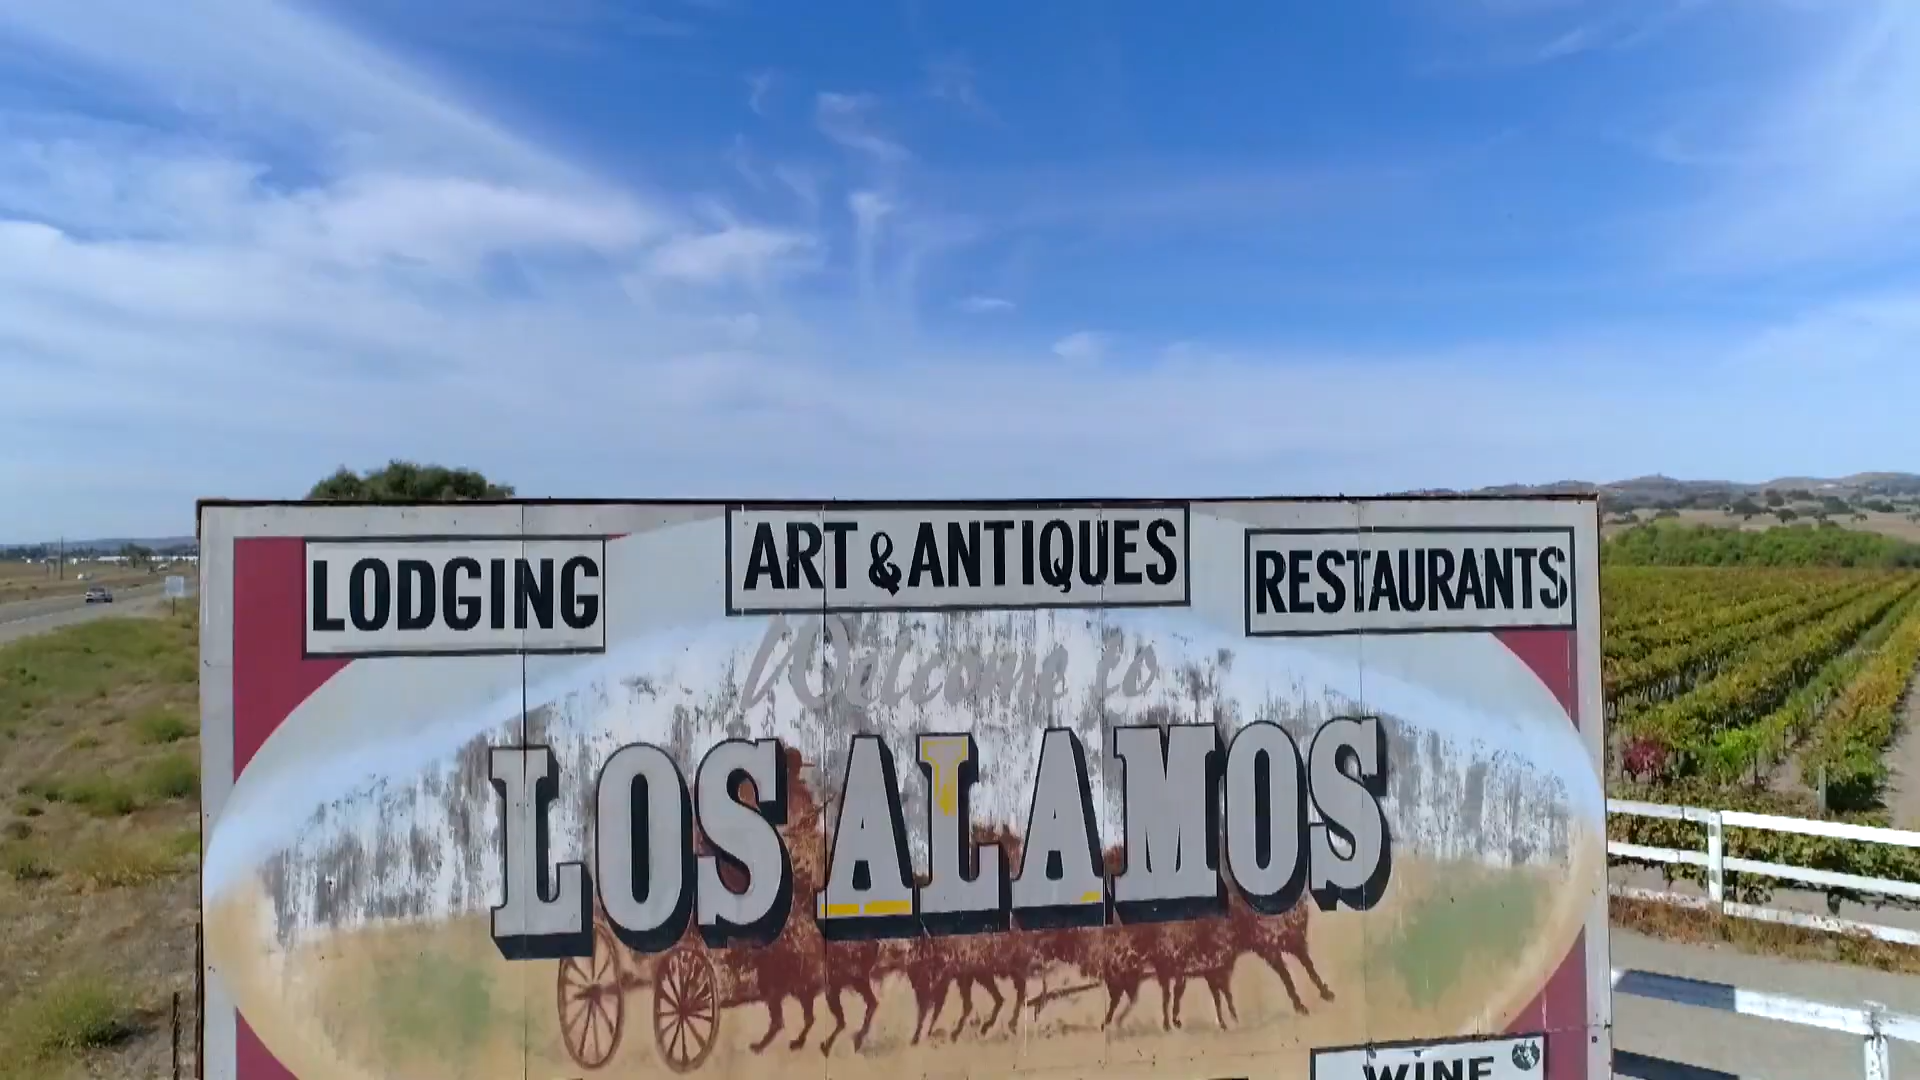 LODGING
ART & ANTIQUES
RESTAURANTS
Welcome to
LOS ALAMOS
WINE